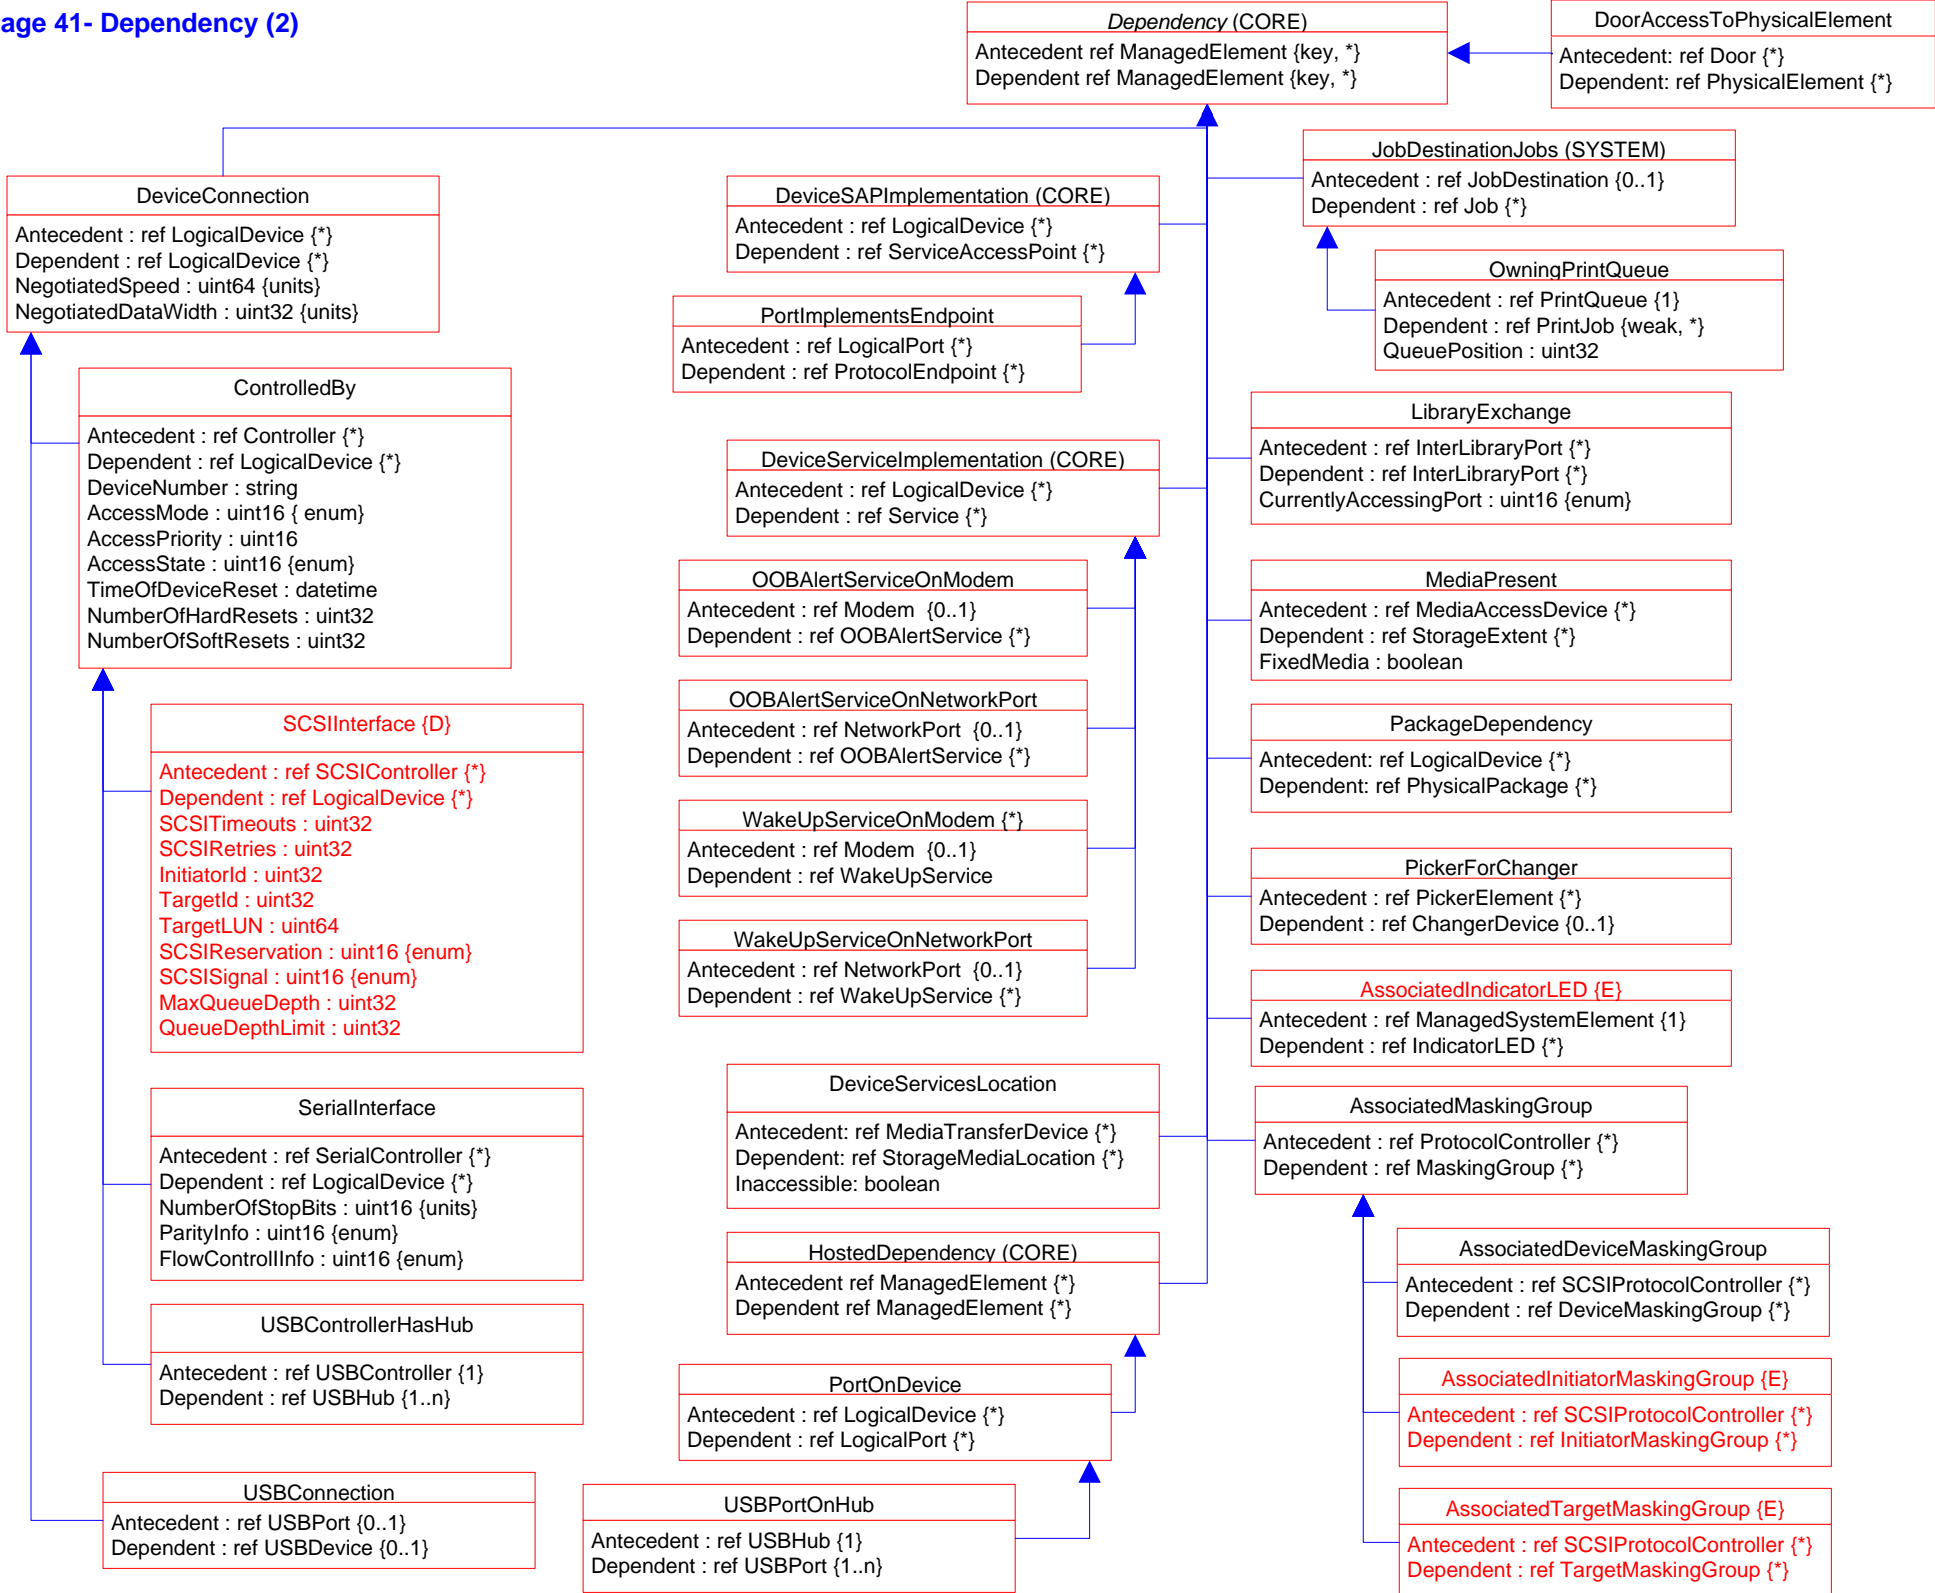 age 41- Dependency (2)
Dependency (CORE)
Antecedent ref ManagedElement {key, *}
Dependent ref ManagedElement {key, *}
DoorAccessToPhysicalElement
Antecedent: ref Door {*}
Dependent: ref PhysicalElement {*}
JobDestinationJobs (SYSTEM)
Antecedent : ref JobDestination {0..1}
Dependent : ref Job {*}
OwningPrintQueue
Antecedent : ref PrintQueue {1}
Dependent : ref PrintJob {weak, *}
QueuePosition : uint32
DeviceConnection
Antecedent : ref LogicalDevice {*}
Dependent : ref LogicalDevice {*}
NegotiatedSpeed : uint64 {units}
NegotiatedDataWidth : uint32 {units}
DeviceSAPImplementation (CORE)
Antecedent : ref LogicalDevice {*}
Dependent : ref ServiceAccessPoint {*}
PortImplementsEndpoint
Antecedent : ref LogicalPort {*}
Dependent : ref ProtocolEndpoint {*}
ControlledBy
Antecedent : ref Controller {*}
Dependent : ref LogicalDevice {*}
DeviceNumber : string
AccessMode : uint16 { enum}
AccessPriority : uint16
AccessState : uint16 {enum}
TimeOfDeviceReset : datetime
NumberOfHardResets : uint32
NumberOfSoftResets : uint32
DeviceServiceImplementation (CORE)
Antecedent : ref LogicalDevice {*}
Dependent : ref Service {*}
LibraryExchange
Antecedent : ref InterLibraryPort {*}
Dependent : ref InterLibraryPort {*}
CurrentlyAccessingPort : uint16 {enum}
OOBAlertServiceOnModem
Antecedent : ref Modem  {0..1}
Dependent : ref OOBAlertService {*}
MediaPresent
Antecedent : ref MediaAccessDevice {*}
Dependent : ref StorageExtent {*}
FixedMedia : boolean
OOBAlertServiceOnNetworkPort
Antecedent : ref NetworkPort  {0..1}
Dependent : ref OOBAlertService {*}
PackageDependency
Antecedent: ref LogicalDevice {*}
Dependent: ref PhysicalPackage {*}
SCSIInterface {D}
Antecedent : ref SCSIController {*}
Dependent : ref LogicalDevice {*}
SCSITimeouts : uint32
SCSIRetries : uint32
InitiatorId : uint32
TargetId : uint32
TargetLUN : uint64
SCSIReservation : uint16 {enum}
SCSISignal : uint16 {enum}
MaxQueueDepth : uint32
QueueDepthLimit : uint32
WakeUpServiceOnModem {*}
Antecedent : ref Modem  {0..1}
Dependent : ref WakeUpService
PickerForChanger
Antecedent : ref PickerElement {*}
Dependent : ref ChangerDevice {0..1}
WakeUpServiceOnNetworkPort
Antecedent : ref NetworkPort  {0..1}
Dependent : ref WakeUpService {*}
AssociatedIndicatorLED {E}
Antecedent : ref ManagedSystemElement {1}
Dependent : ref IndicatorLED {*}
DeviceServicesLocation
Antecedent: ref MediaTransferDevice {*}
Dependent: ref StorageMediaLocation {*}
Inaccessible: boolean
AssociatedMaskingGroup
Antecedent : ref ProtocolController {*}
Dependent : ref MaskingGroup {*}
SerialInterface
Antecedent : ref SerialController {*}
Dependent : ref LogicalDevice {*}
NumberOfStopBits : uint16 {units}
ParityInfo : uint16 {enum}
FlowControlIInfo : uint16 {enum}
HostedDependency (CORE)
Antecedent ref ManagedElement {*}
Dependent ref ManagedElement {*}
AssociatedDeviceMaskingGroup
Antecedent : ref SCSIProtocolController {*}
Dependent : ref DeviceMaskingGroup {*}
USBControllerHasHub
Antecedent : ref USBController {1}
Dependent : ref USBHub {1..n}
PortOnDevice
Antecedent : ref LogicalDevice {*}
Dependent : ref LogicalPort {*}
AssociatedInitiatorMaskingGroup {E}
Antecedent : ref SCSIProtocolController {*}
Dependent : ref InitiatorMaskingGroup {*}
USBConnection
Antecedent : ref USBPort {0..1}
Dependent : ref USBDevice {0..1}
USBPortOnHub
Antecedent : ref USBHub {1}
Dependent : ref USBPort {1..n}
AssociatedTargetMaskingGroup {E}
Antecedent : ref SCSIProtocolController {*}
Dependent : ref TargetMaskingGroup {*}